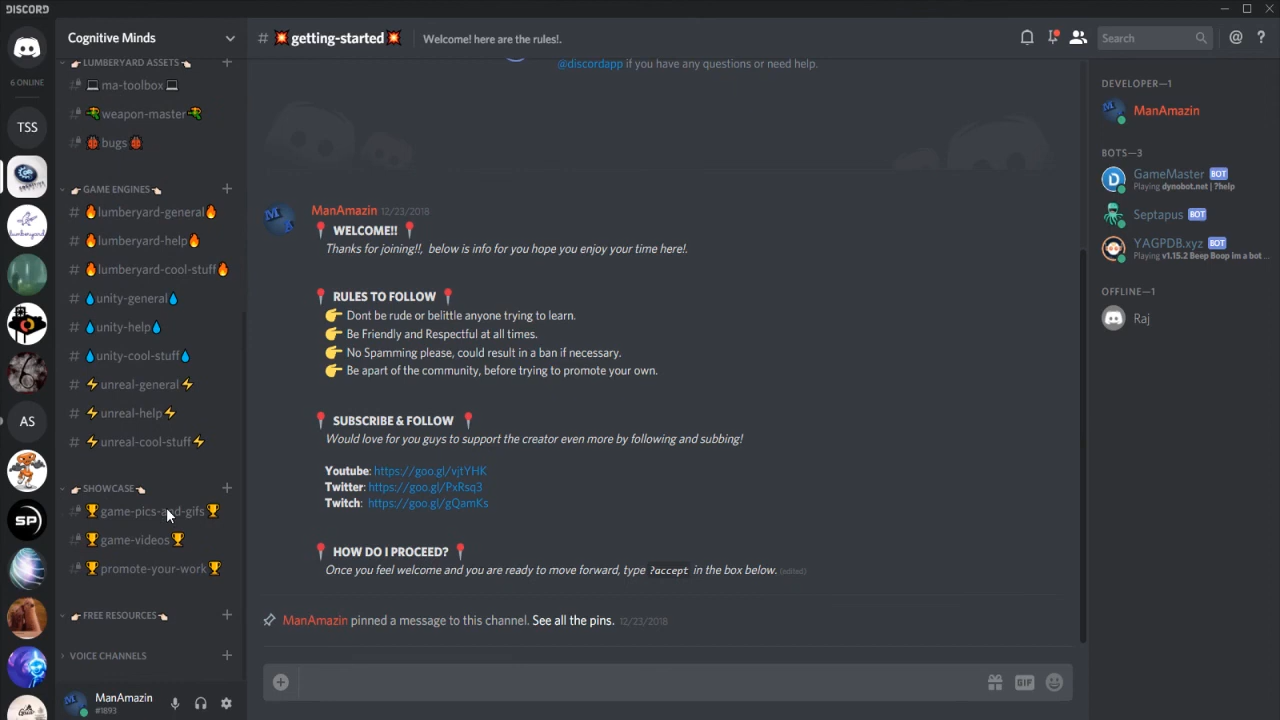 DISCORD
Cognitive Minds
# 💥 getting-started 💥
Welcome! here are the rules!.
Search
6 ONLINE
TSS
AS
SP
👉🏻 LUMBERYARD ASSETS 👈🏻
💻 ma-toolbox 💻
🔫 weapon-master 🔫
🐞 bugs 🐞
👉🏻 GAME ENGINES 👈🏻
# 🔥 lumberyard-general 🔥
# 🔥 lumberyard-help 🔥
# 🔥 lumberyard-cool-stuff 🔥
# 💧 unity-general 💧
# 💧 unity-help 💧
# 💧 unity-cool-stuff 💧
# ⚡ unreal-general ⚡
# ⚡ unreal-help ⚡
# ⚡ unreal-cool-stuff ⚡
👉🏻 SHOWCASE 👈🏻
🏆 game-pics-and-gifs 🏆
🏆 game-videos 🏆
🏆 promote-your-work 🏆
👉🏻 FREE RESOURCES 👈🏻
VOICE CHANNELS
ManAmazin
#1893
@discordapp if you have any questions or need help.
ManAmazin 12/23/2018
📍 WELCOME!! 📍
Thanks for joining!!, below is info for you hope you enjoy your time here!.
📍 RULES TO FOLLOW 📍
👉 Dont be rude or belittle anyone trying to learn.
👉 Be Friendly and Respectful at all times.
👉 No Spamming please, could result in a ban if necessary.
👉 Be apart of the community, before trying to promote your own.
📍 SUBSCRIBE & FOLLOW 📍
Would love for you guys to support the creator even more by following and subbing!
Youtube: https://goo.gl/vjtYHK
Twitter: https://goo.gl/PxRsq3
Twitch: https://goo.gl/gQamKs
📍 HOW DO I PROCEED? 📍
Once you feel welcome and you are ready to move forward, type ?accept in the box below. (edited)
ManAmazin pinned a message to this channel. See all the pins. 12/23/2018
GIF
DEVELOPER—1
ManAmazin
BOTS—3
GameMaster BOT
Playing dynobot.net | ?help
Septapus BOT
YAGPDB.xyz BOT
Playing v1.15.2 Beep Boop im a bot ...
OFFLINE—1
Raj